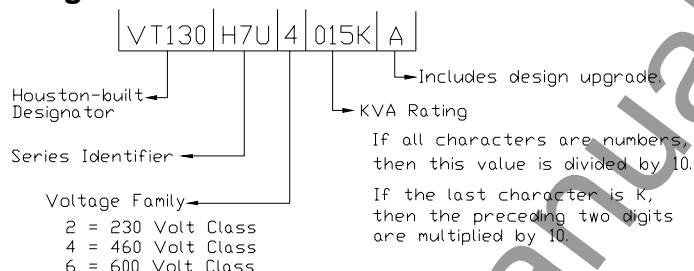 VT130 H7U 4 015K A
Includes design upgrade.
Houston-built
Designator
KVA Rating
If all characters are numbers,
then this value is divided by 10.
Series Identifier
If the last character is K,
then the preceding two digits
are multiplied by 10.
Voltage Family
2 = 230 Volt Class
4 = 460 Volt Class
6 = 600 Volt Class